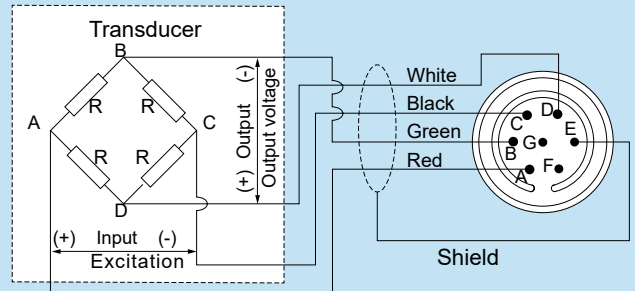 Transducer
B
A
C
D
R
R
R
R
(-)
Output
(+)
Output voltage
(+) Input (-)
Excitation
White
Black
Green
Red
Shield
C
D
E
B
G
A
F